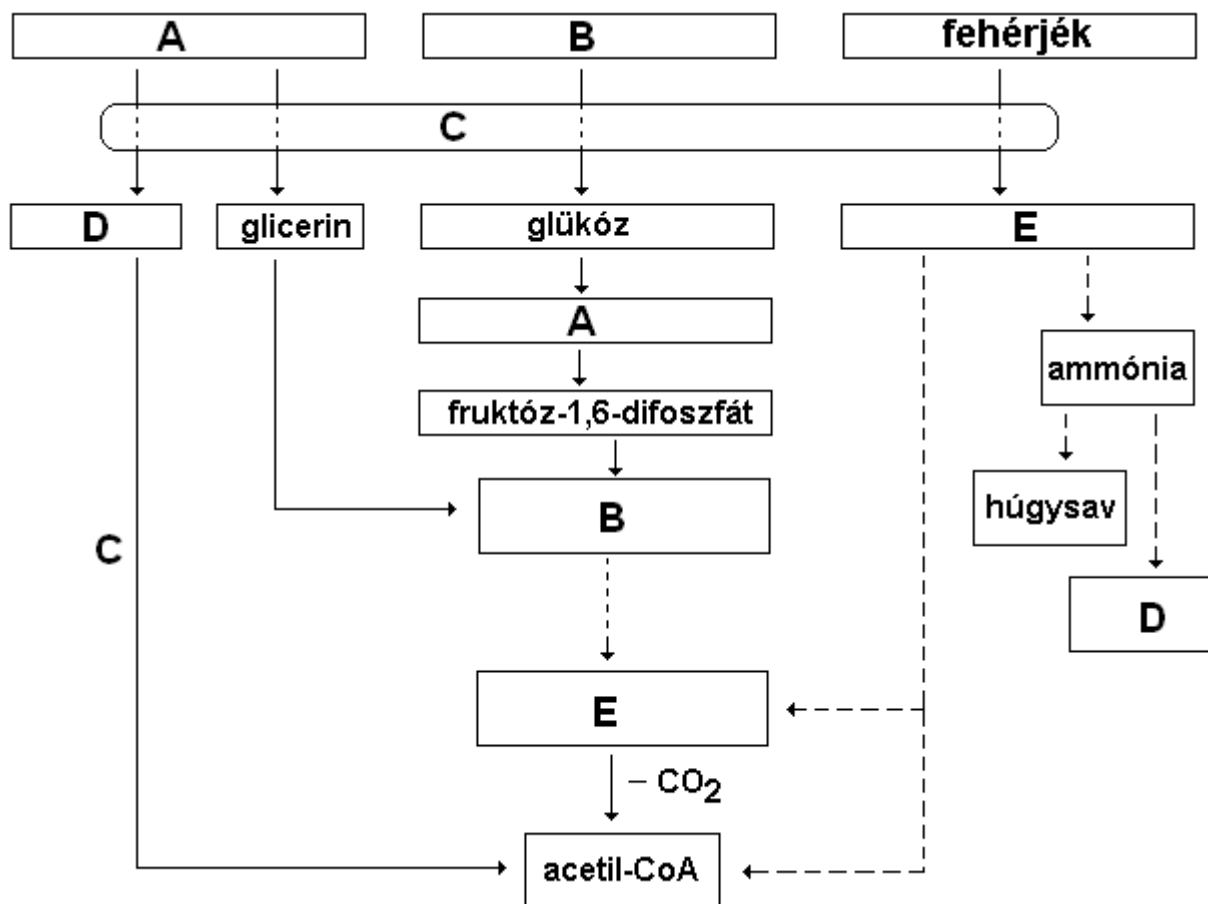 A
B
fehérjék
C
D
glicerin
glükóz
E
A
ammónia
fruktóz-1,6-difoszfát
B
húgysav
C
D
E
– CO2
acetil-CoA